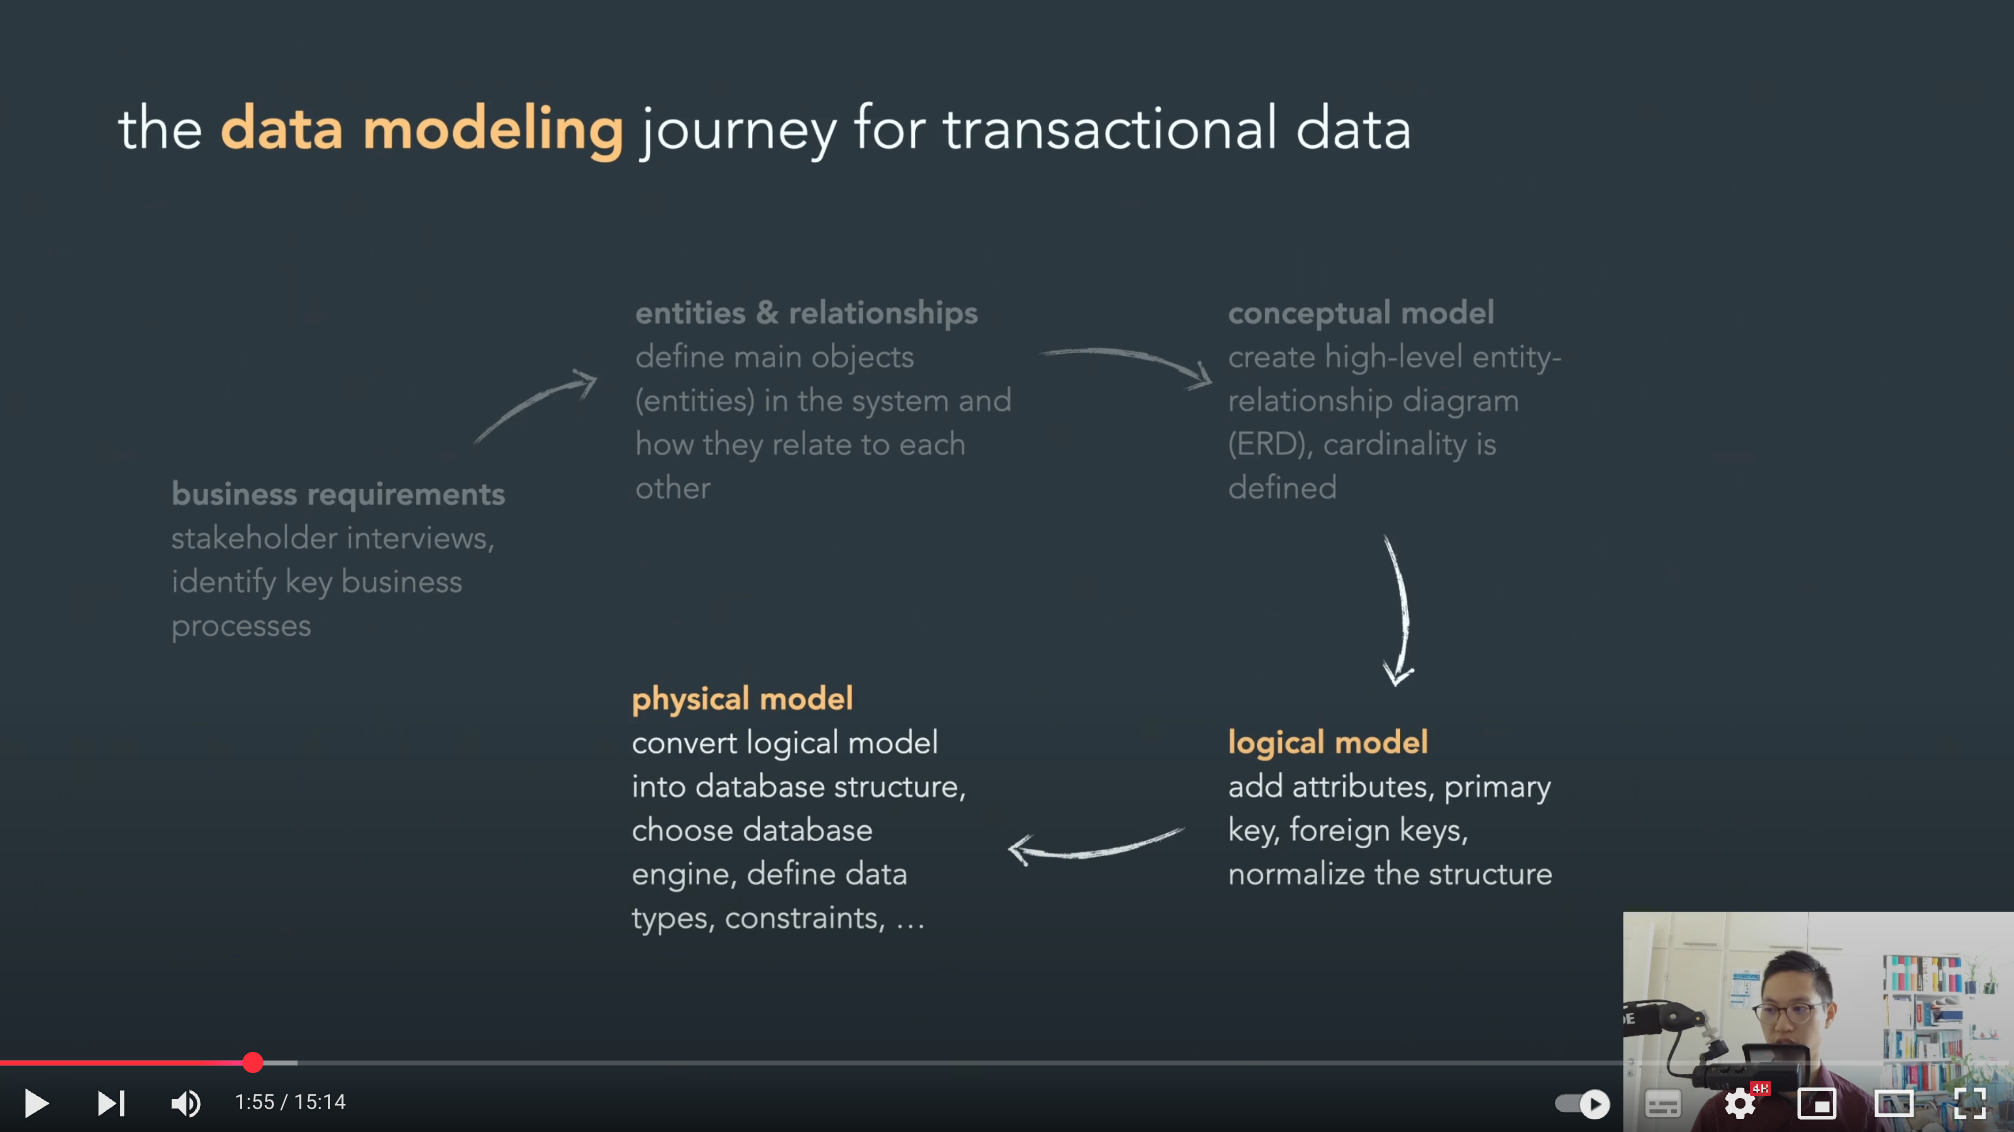 the data modeling journey for transactional data
business requirements
stakeholder interviews,
identify key business
processes
entities & relationships
define main objects
(entities) in the system and
how they relate to each
other
conceptual model
create high-level entity-
relationship diagram
(ERD), cardinality is
defined
logical model
add attributes, primary
key, foreign keys,
normalize the structure
physical model
convert logical model
into database structure,
choose database
engine, define data
types, constraints, …
1:55 / 15:14
4K